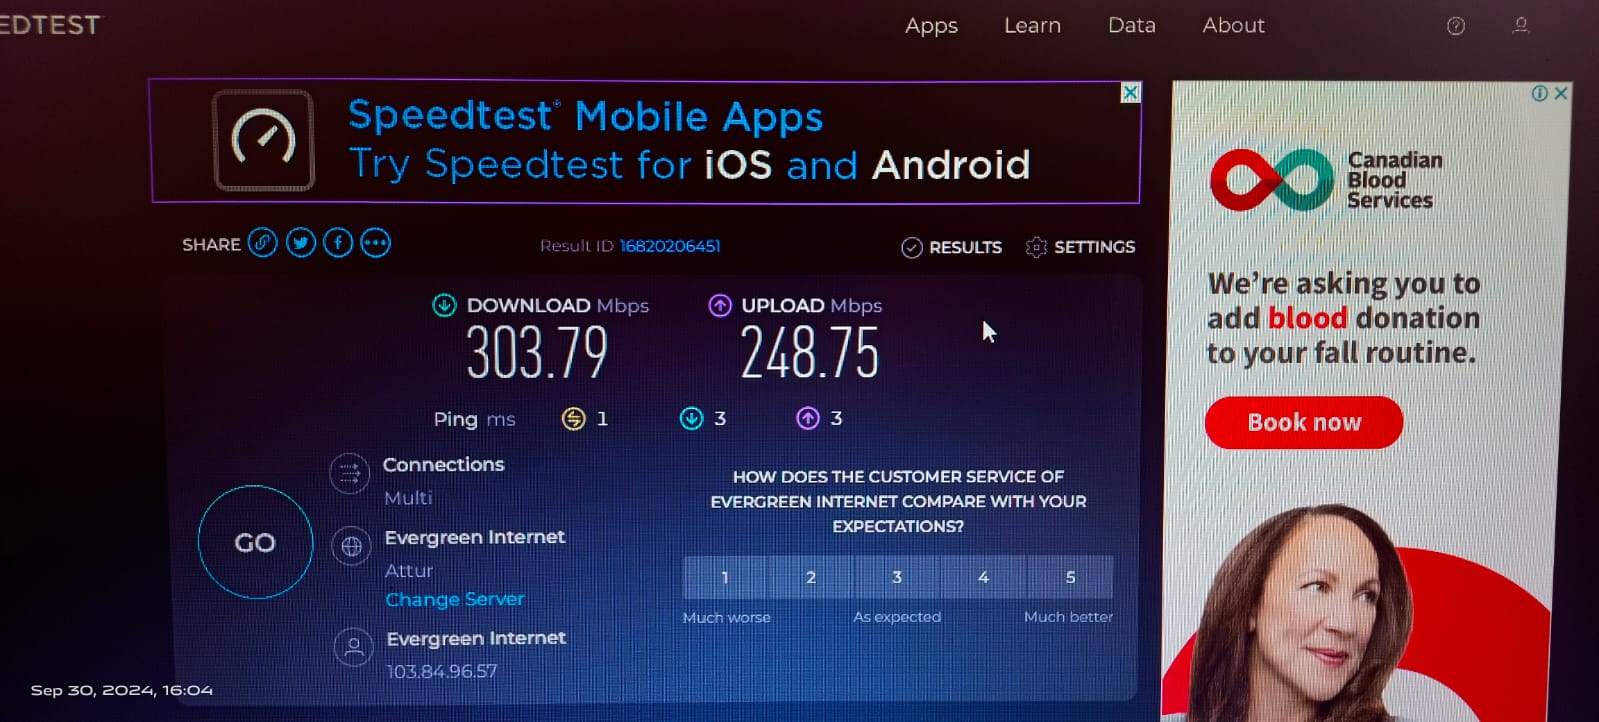 EDTEST
Apps Learn Data About
Speedtest® Mobile Apps
Try Speedtest for iOS and Android
SHARE
Result ID 16820206451
RESULTS SETTINGS
DOWNLOAD Mbps
303.79
UPLOAD Mbps
248.75
Ping ms 1 3 3
GO
Connections
Multi
Evergreen Internet
Attur
Change Server
Evergreen Internet
103.84.96.57
HOW DOES THE CUSTOMER SERVICE OF
EVERGREEN INTERNET COMPARE WITH YOUR
EXPECTATIONS?
1 2 3 4 5
Much worse As expected Much better
Canadian
Blood
Services
We're asking you to
add blood donation
to your fall routine.
Book now
Sep 30, 2024, 16:04